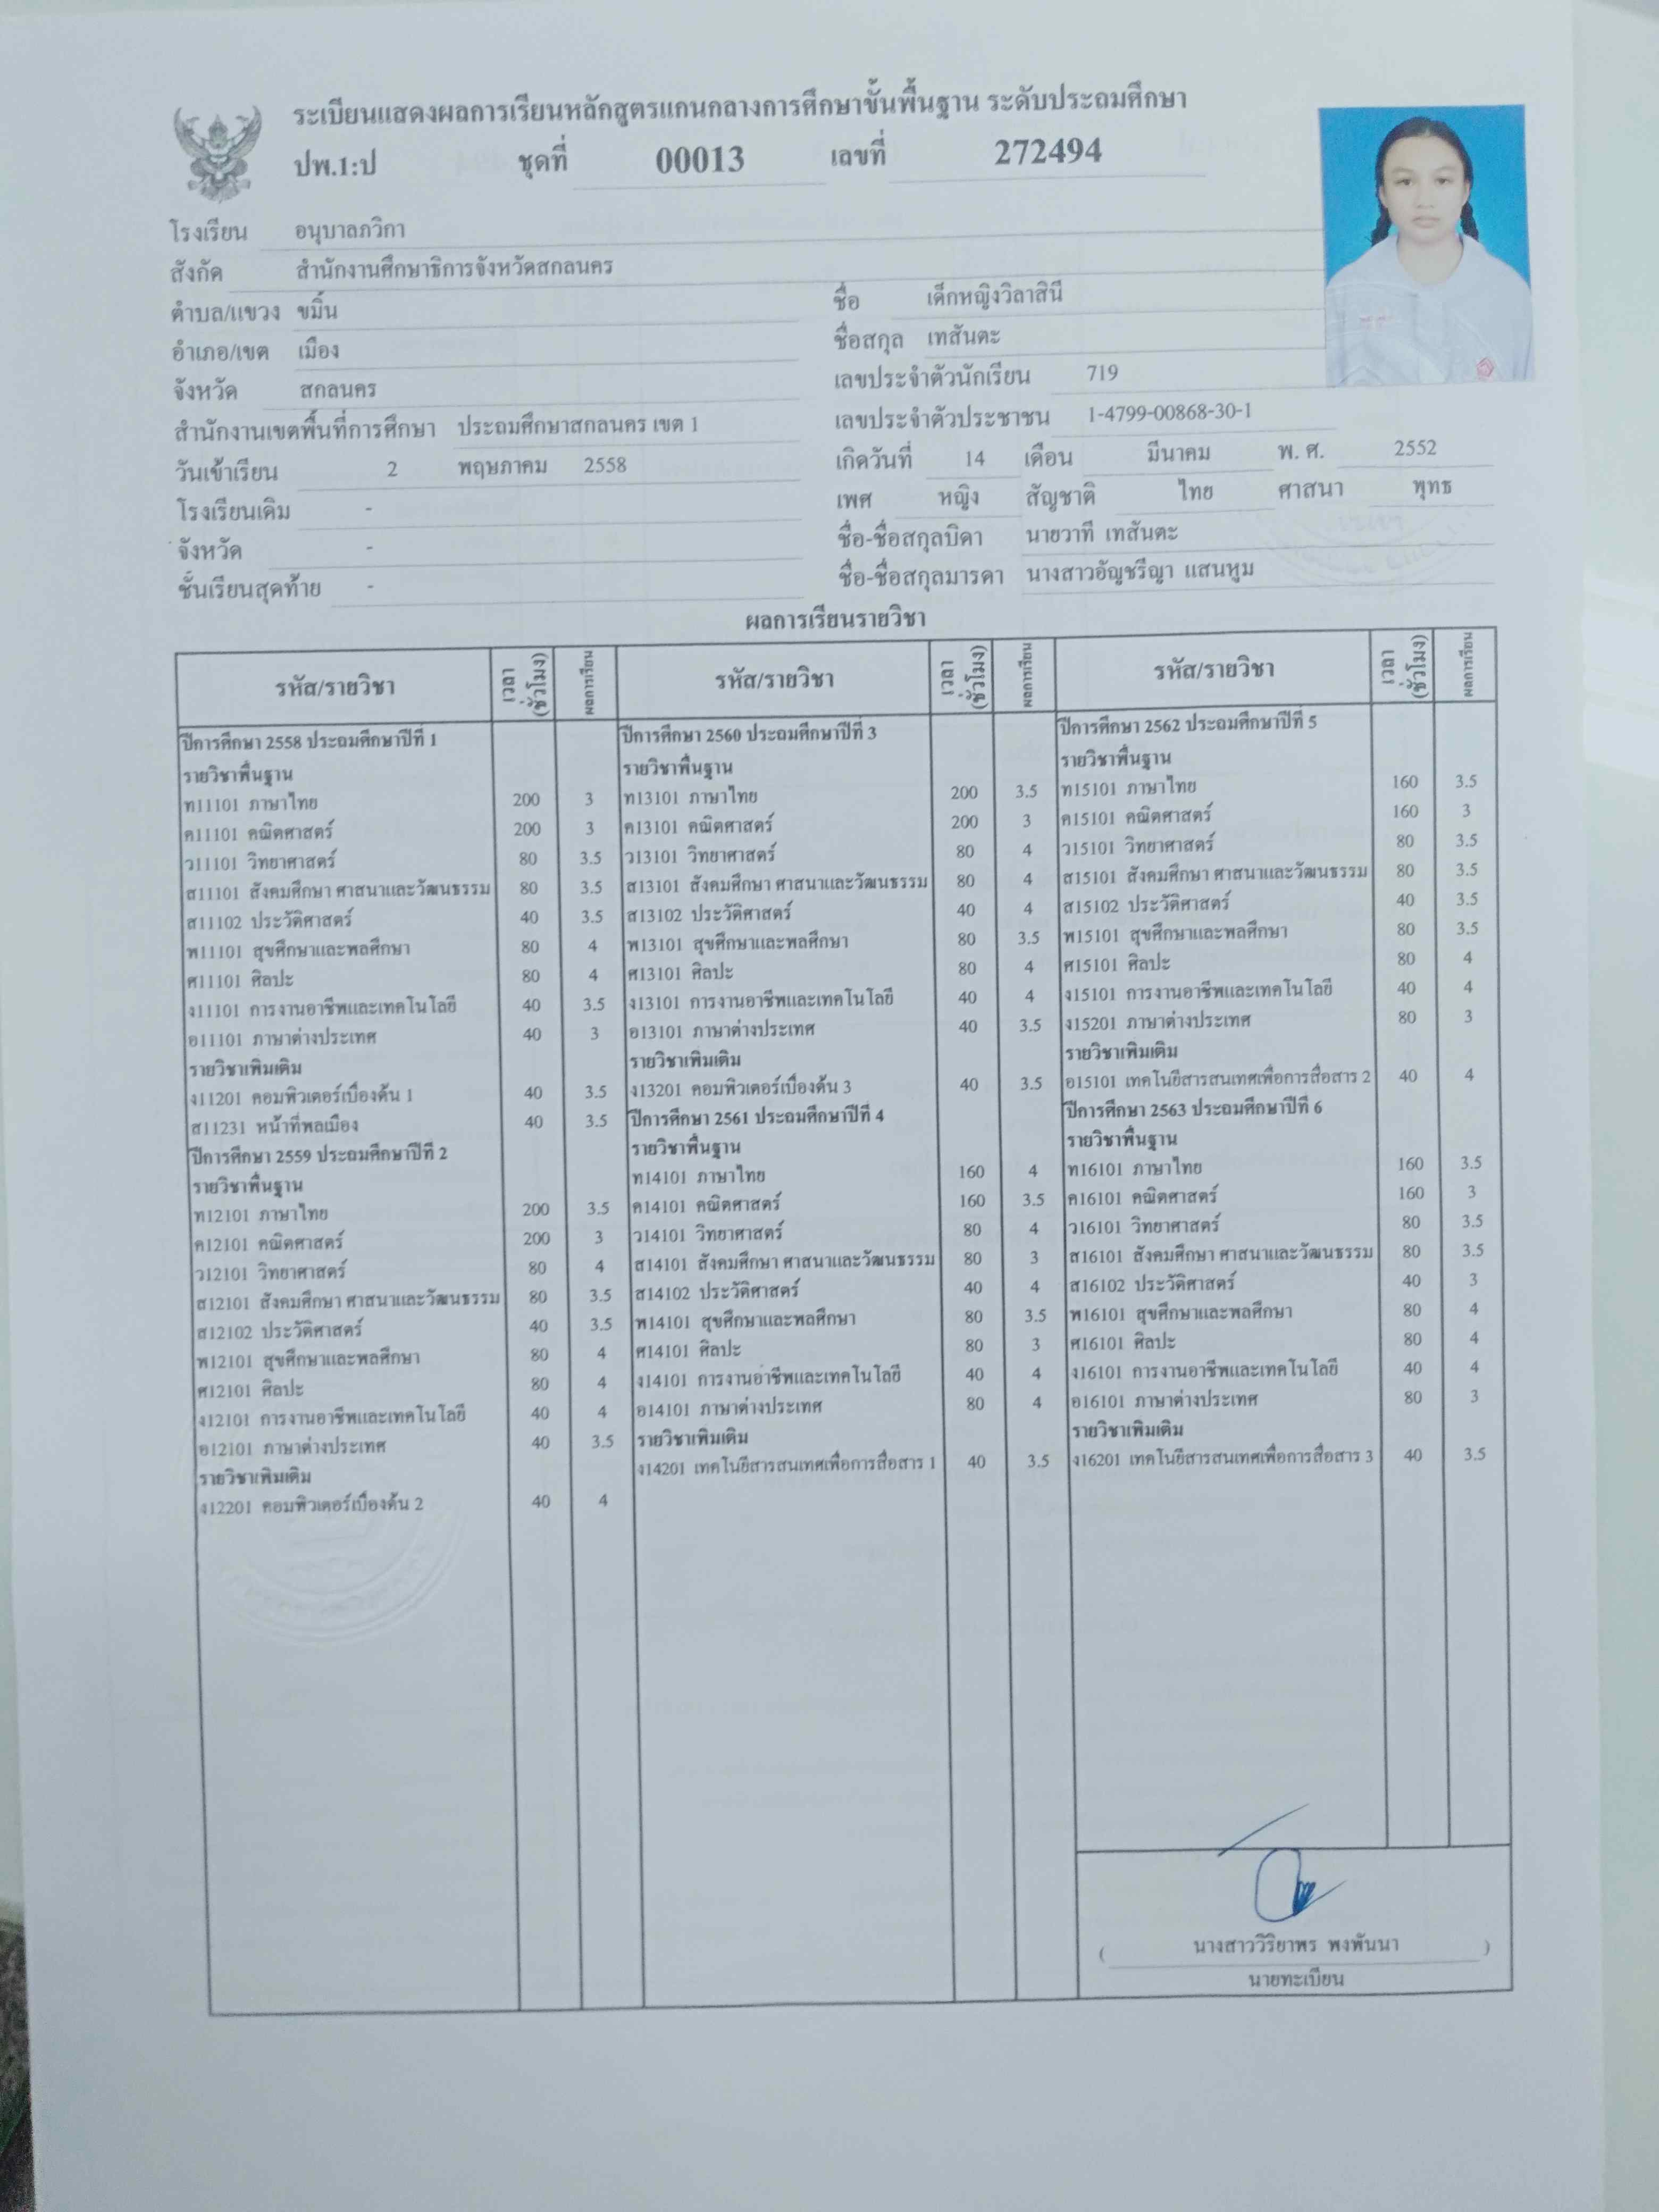 ระเบียนแสดงผลการเรียนหลักสูตรแกนกลางการศึกษาขั้นพื้นฐาน ระดับประถมศึกษา
ปพ.1:ป ชุดที่ 00013 เลขที่ 272494
โรงเรียน อนุบาลภวิกา
สังกัด สำนักงานศึกษาธิการจังหวัดสกลนคร
ตำบล/แขวง ขมิ้น
อำเภอ/เขต เมือง
จังหวัด สกลนคร
สำนักงานเขตพื้นที่การศึกษา ประถมศึกษาสกลนคร เขต 1
วันเข้าเรียน 2 พฤษภาคม 2558
โรงเรียนเดิม -
จังหวัด -
ชั้นเรียนสุดท้าย -
ชื่อ เด็กหญิงวิลาสินี
ชื่อสกุล เทสันตะ
เลขประจำตัวนักเรียน 719
เลขประจำตัวประชาชน 1-4799-00868-30-1
เกิดวันที่ 14 เดือน มีนาคม พ. ศ. 2552
เพศ หญิง สัญชาติ ไทย ศาสนา พุทธ
ชื่อ-ชื่อสกุลบิดา นายวาที เทสันตะ
ชื่อ-ชื่อสกุลมารดา นางสาวอัญชรีญา แสนหูม
ผลการเรียนรายวิชา
รหัส/รายวิชา เวลา (ชั่วโมง) ผลการเรียน
ปีการศึกษา 2558 ประถมศึกษาปีที่ 1
รายวิชาพื้นฐาน
ท11101 ภาษาไทย 200 3
ค11101 คณิตศาสตร์ 200 3
ว11101 วิทยาศาสตร์ 80 3.5
ส11101 สังคมศึกษา ศาสนาและวัฒนธรรม 80 3.5
ส11102 ประวัติศาสตร์ 40 3.5
พ11101 สุขศึกษาและพลศึกษา 80 4
ศ11101 ศิลปะ 80 4
ง11101 การงานอาชีพและเทคโนโลยี 40 3.5
อ11101 ภาษาต่างประเทศ 40 3
รายวิชาเพิ่มเติม
ง11201 คอมพิวเตอร์เบื้องต้น 1 40 3.5
ส11231 หน้าที่พลเมือง 40 3.5
ปีการศึกษา 2559 ประถมศึกษาปีที่ 2
รายวิชาพื้นฐาน
ท12101 ภาษาไทย 200 3.5
ค12101 คณิตศาสตร์ 200 3
ว12101 วิทยาศาสตร์ 80 4
ส12101 สังคมศึกษา ศาสนาและวัฒนธรรม 80 3.5
ส12102 ประวัติศาสตร์ 40 3.5
พ12101 สุขศึกษาและพลศึกษา 80 4
ศ12101 ศิลปะ 80 4
ง12101 การงานอาชีพและเทคโนโลยี 40 4
อ12101 ภาษาต่างประเทศ 40 3.5
รายวิชาเพิ่มเติม
ง12201 คอมพิวเตอร์เบื้องต้น 2 40 4
รหัส/รายวิชา เวลา (ชั่วโมง) ผลการเรียน
ปีการศึกษา 2560 ประถมศึกษาปีที่ 3
รายวิชาพื้นฐาน
ท13101 ภาษาไทย 200 3.5
ค13101 คณิตศาสตร์ 200 3
ว13101 วิทยาศาสตร์ 80 4
ส13101 สังคมศึกษา ศาสนาและวัฒนธรรม 80 4
ส13102 ประวัติศาสตร์ 40 4
พ13101 สุขศึกษาและพลศึกษา 80 3.5
ศ13101 ศิลปะ 80 4
ง13101 การงานอาชีพและเทคโนโลยี 40 4
อ13101 ภาษาต่างประเทศ 40 3.5
รายวิชาเพิ่มเติม
ง13201 คอมพิวเตอร์เบื้องต้น 3 40 3.5
ปีการศึกษา 2561 ประถมศึกษาปีที่ 4
รายวิชาพื้นฐาน
ท14101 ภาษาไทย 160 4
ค14101 คณิตศาสตร์ 160 3.5
ว14101 วิทยาศาสตร์ 80 4
ส14101 สังคมศึกษา ศาสนาและวัฒนธรรม 80 3
ส14102 ประวัติศาสตร์ 40 4
พ14101 สุขศึกษาและพลศึกษา 80 3.5
ศ14101 ศิลปะ 80 3
ง14101 การงานอาชีพและเทคโนโลยี 40 4
อ14101 ภาษาต่างประเทศ 80 4
รายวิชาเพิ่มเติม
ง14201 เทคโนยีสารสนเทศเพื่อการสื่อสาร 1 40 3.5
รหัส/รายวิชา เวลา (ชั่วโมง) ผลการเรียน
ปีการศึกษา 2562 ประถมศึกษาปีที่ 5
รายวิชาพื้นฐาน
ท15101 ภาษาไทย 160 3.5
ค15101 คณิตศาสตร์ 160 3
ว15101 วิทยาศาสตร์ 80 3.5
ส15101 สังคมศึกษา ศาสนาและวัฒนธรรม 80 3.5
ส15102 ประวัติศาสตร์ 40 3.5
พ15101 สุขศึกษาและพลศึกษา 80 3.5
ศ15101 ศิลปะ 80 4
ง15101 การงานอาชีพและเทคโนโลยี 40 4
ง15201 ภาษาต่างประเทศ 80 3
รายวิชาเพิ่มเติม
อ15101 เทคโนยีสารสนเทศเพื่อการสื่อสาร 2 40 4
ปีการศึกษา 2563 ประถมศึกษาปีที่ 6
รายวิชาพื้นฐาน
ท16101 ภาษาไทย 160 3.5
ค16101 คณิตศาสตร์ 160 3
ว16101 วิทยาศาสตร์ 80 3.5
ส16101 สังคมศึกษา ศาสนาและวัฒนธรรม 80 3.5
ส16102 ประวัติศาสตร์ 40 3
พ16101 สุขศึกษาและพลศึกษา 80 4
ศ16101 ศิลปะ 80 4
ง16101 การงานอาชีพและเทคโนโลยี 40 4
อ16101 ภาษาต่างประเทศ 80 3
รายวิชาเพิ่มเติม
ง16201 เทคโนยีสารสนเทศเพื่อการสื่อสาร 3 40 3.5
( นางสาววิริยาพร พงพันนา )
นายทะเบียน